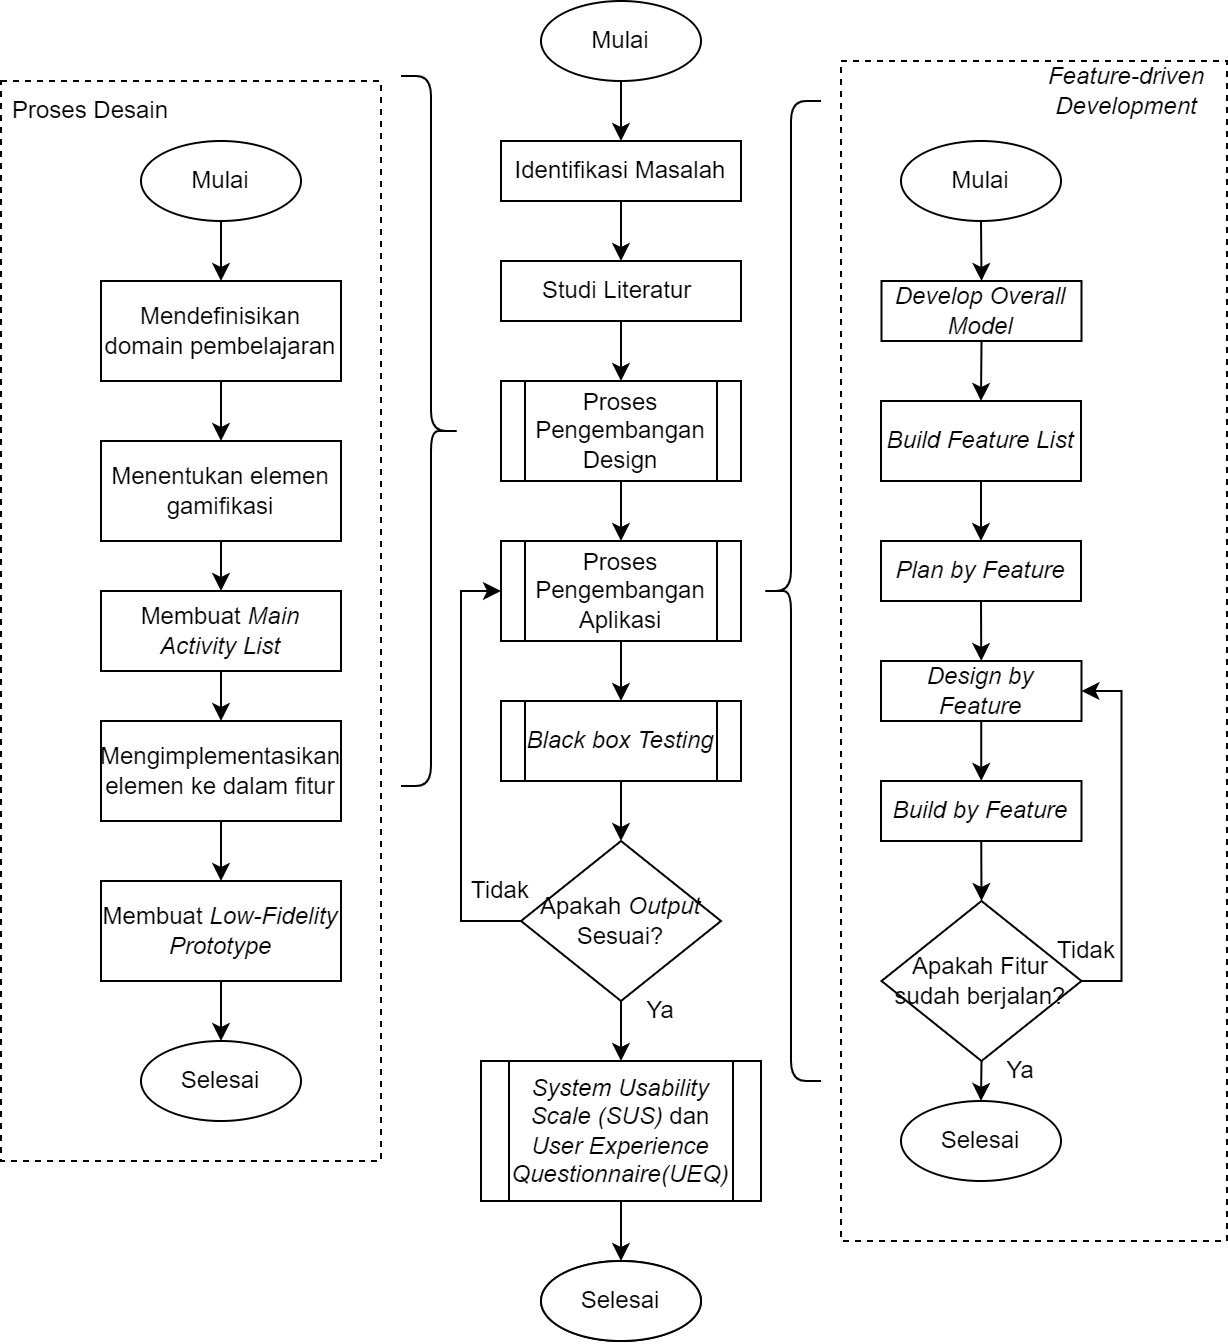 Proses Desain
Mulai
Mendefinisikan
domain pembelajaran
Menentukan elemen
gamifikasi
Membuat Main
Activity List
Mengimplementasikan
elemen ke dalam fitur
Membuat Low-Fidelity
Prototype
Selesai
Mulai
Identifikasi Masalah
Studi Literatur
Proses
Pengembangan
Design
Proses
Pengembangan
Aplikasi
Black box Testing
Apakah Output
Sesuai?
Tidak
Ya
System Usability
Scale (SUS) dan
User Experience
Questionnaire(UEQ)
Selesai
Feature-driven
Development
Mulai
Develop Overall
Model
Build Feature List
Plan by Feature
Design by
Feature
Build by Feature
Apakah Fitur
sudah berjalan?
Tidak
Ya
Selesai